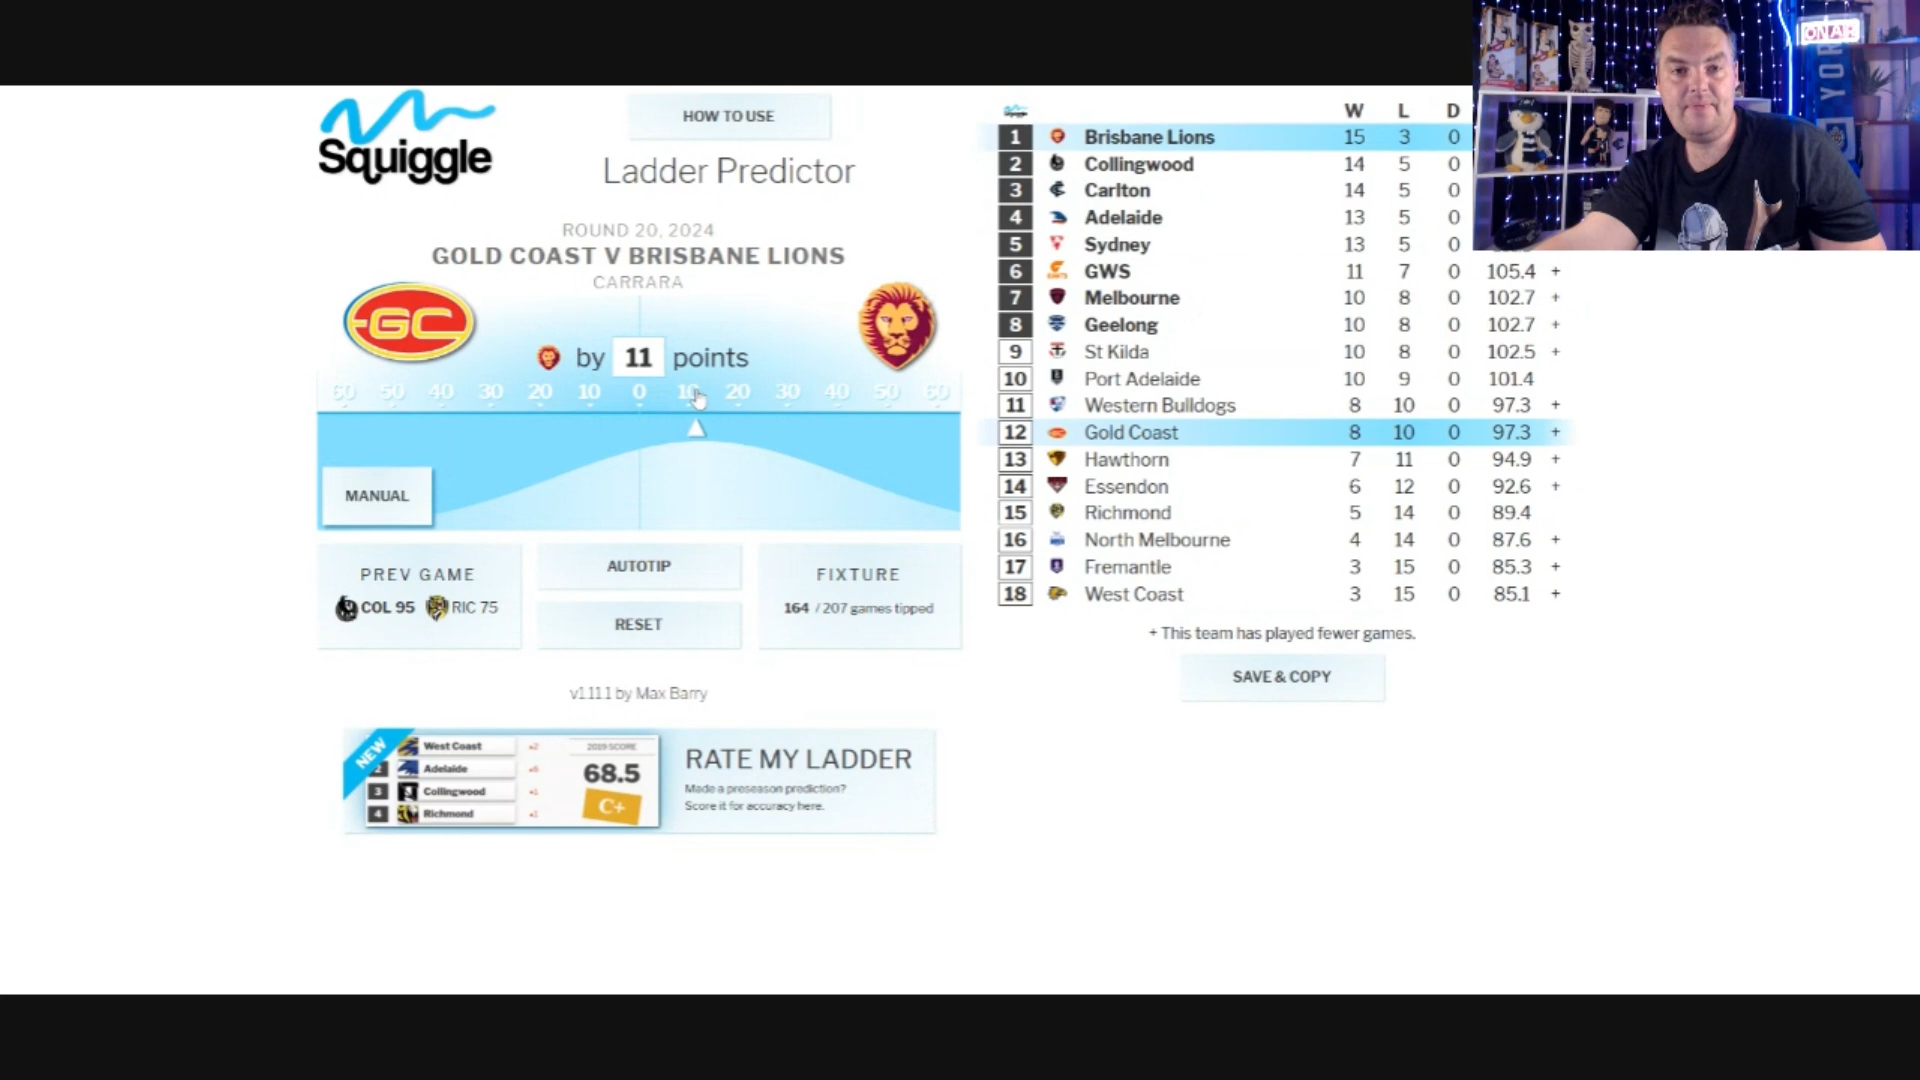 Squiggle
HOW TO USE
Ladder Predictor
ROUND 20, 2024
GOLD COAST V BRISBANE LIONS
CARRARA
GC
by 11 points
60 50 40 30 20 10 0 10 20 30 40 50 60
MANUAL
PREV GAME
COL 95 RIC 75
AUTOTIP
RESET
FIXTURE
164 / 207 games tipped
v1.11.1 by Max Barry
NEW
West Coast
2 Adelaide
3 Collingwood
4 Richmond
2019 SCORE
68.5
C+
RATE MY LADDER
Made a preseason prediction?
Score it for accuracy here.
W L D
1 Brisbane Lions 15 3 0
2 Collingwood 14 5 0
3 Carlton 14 5 0
4 Adelaide 13 5 0
5 Sydney 13 5 0
6 GWS 11 7 0 105.4 +
7 Melbourne 10 8 0 102.7 +
8 Geelong 10 8 0 102.7 +
9 St Kilda 10 8 0 102.5 +
10 Port Adelaide 10 9 0 101.4
11 Western Bulldogs 8 10 0 97.3 +
12 Gold Coast 8 10 0 97.3 +
13 Hawthorn 7 11 0 94.9 +
14 Essendon 6 12 0 92.6 +
15 Richmond 5 14 0 89.4
16 North Melbourne 4 14 0 87.6 +
17 Fremantle 3 15 0 85.3 +
18 West Coast 3 15 0 85.1 +
+ This team has played fewer games.
SAVE & COPY
ON AIR
YOR